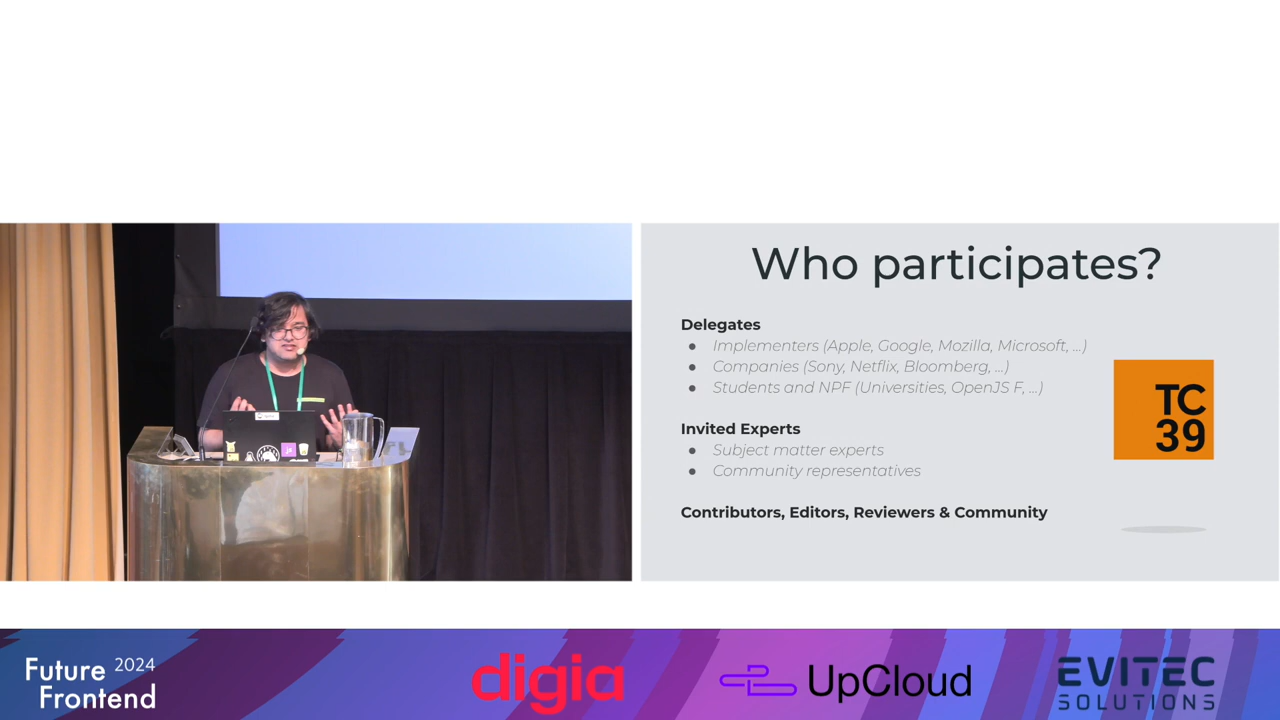 Who participates?
Delegates
● Implementers (Apple, Google, Mozilla, Microsoft, ...)
● Companies (Sony, Netflix, Bloomberg, ...)
● Students and NPF (Universities, OpenJS F, ...)
Invited Experts
● Subject matter experts
● Community representatives
Contributors, Editors, Reviewers & Community
TC
39
Future 2024
Frontend
digia
UpCloud
EVITEC
SOLUTIONS